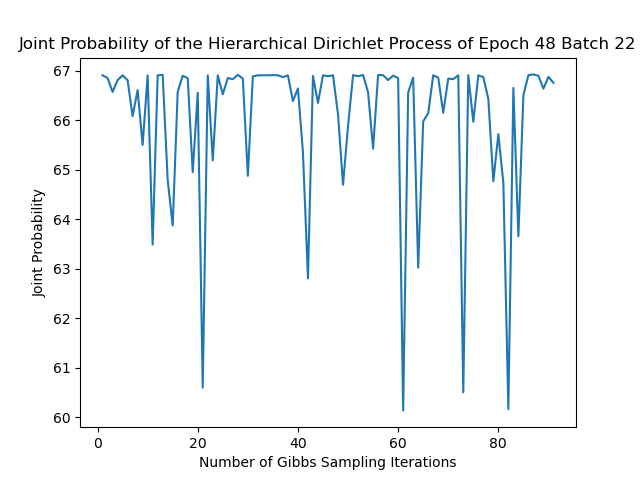 Joint Probability of the Hierarchical Dirichlet Process of Epoch 48 Batch 22
67
66
65
64
63
62
61
60
Joint Probability
0 20 40 60 80
Number of Gibbs Sampling Iterations